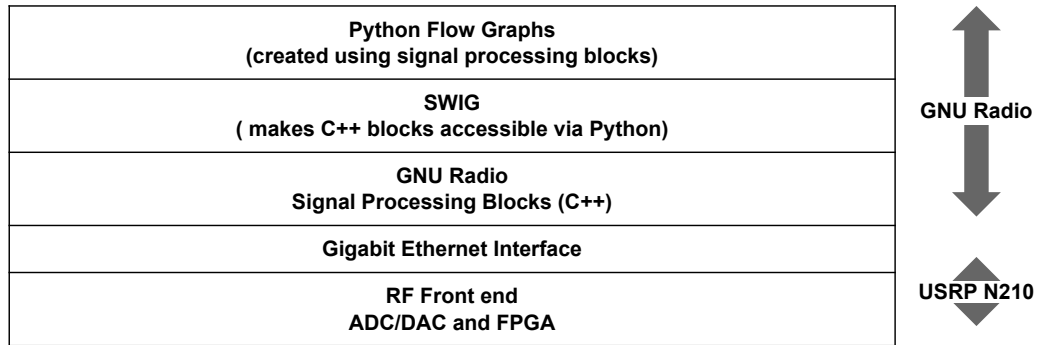 Python Flow Graphs
(created using signal processing blocks)
SWIG
( makes C++ blocks accessible via Python)
GNU Radio
GNU Radio
Signal Processing Blocks (C++)
Gigabit Ethernet Interface
RF Front end
ADC/DAC and FPGA
USRP N210